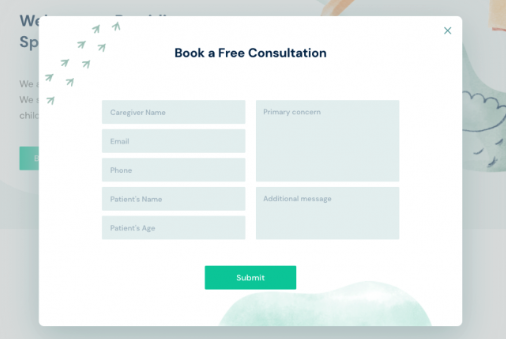 We
Sp
We a
We
chil
Book a Free Consultation
Caregiver Name
Primary concern
Email
Phone
Patient's Name
Additional message
Patient's Age
Submit